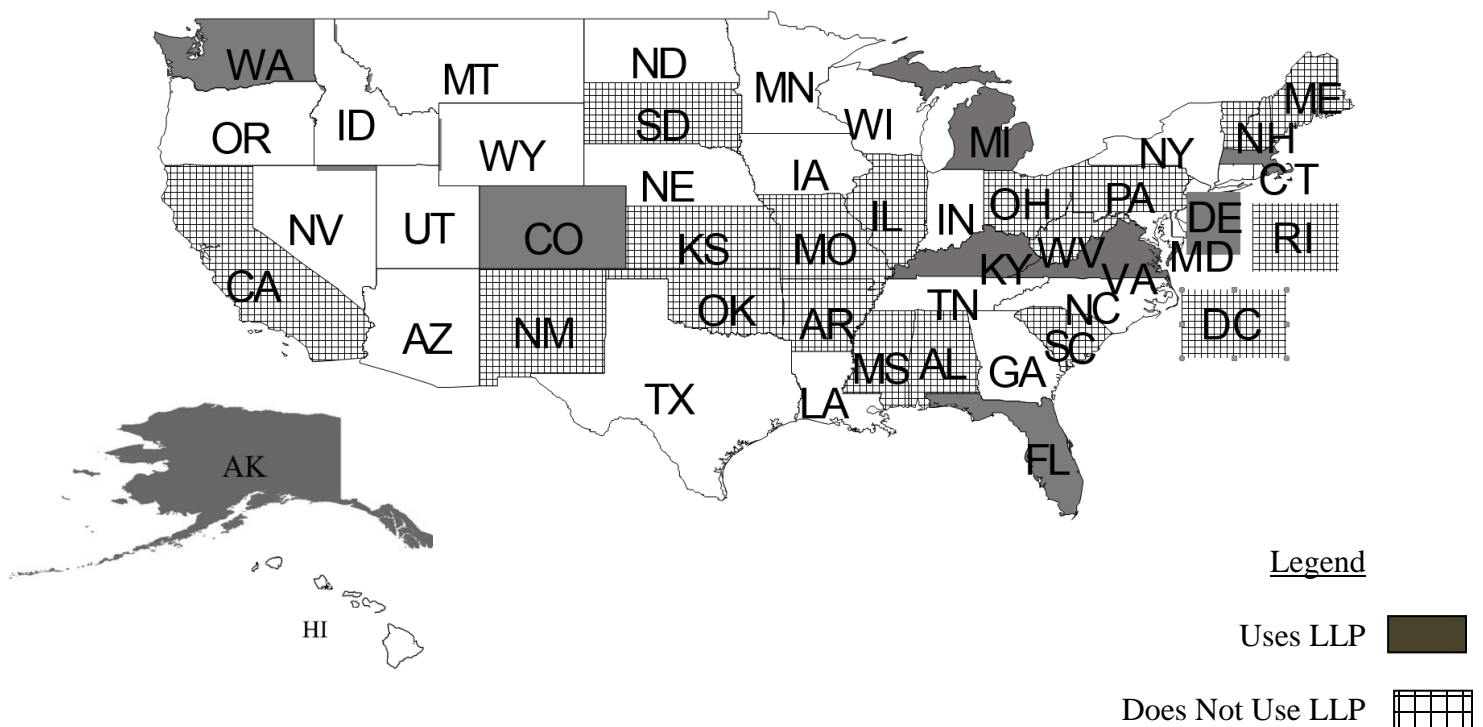 WA
MT
ND
MN
ME
OR
ID
SD
WI
MI
NH
WY
NY
CT
NE
IA
PA
NV
UT
CO
KS
MO
IL
IN
OH
DE
RI
WV
MD
CA
KY
VA
OK
AR
TN
NC
DC
AZ
NM
MS
AL
SC
GA
TX
LA
FL
AK
HI
Legend
Uses LLP
Does Not Use LLP